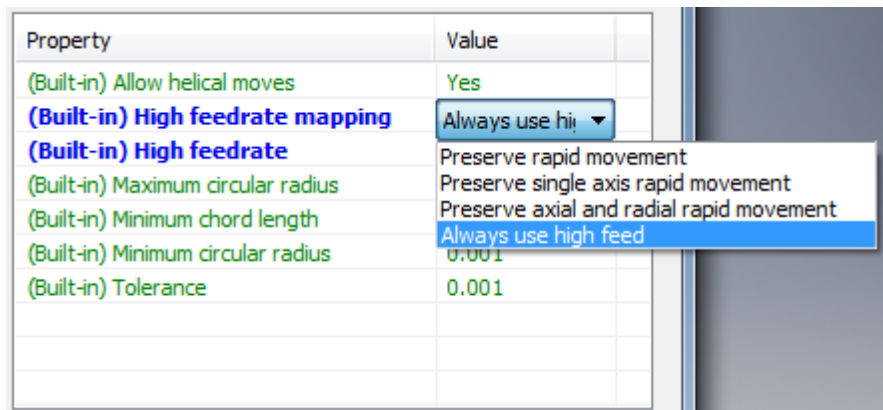 Property Value
(Built-in) Allow helical moves Yes
(Built-in) High feedrate mapping Always use
(Built-in) High feedrate
Preserve rapid movement
(Built-in) Maximum circular radius
Preserve single axis rapid movement
Preserve axial and radial rapid movement
(Built-in) Minimum chord length
Always use high feed
(Built-in) Minimum circular radius 0.001
(Built-in) Tolerance 0.001